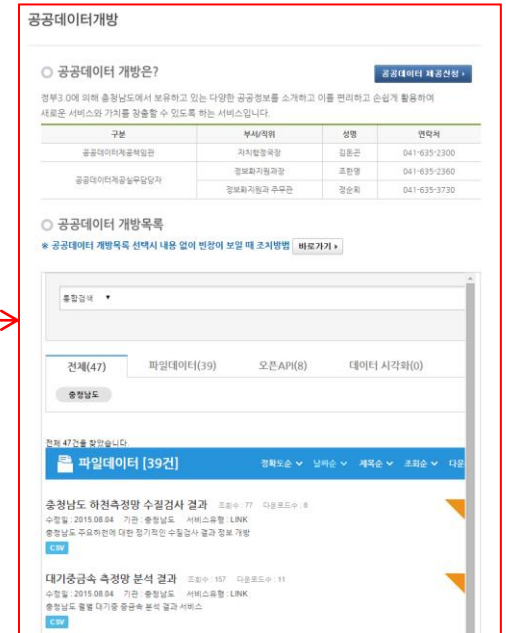 공공데이터개방
공공데이터 개방은?
공공데이터 제공신청 ›
정부3.0에 의해 충청남도에서 보유하고 있는 다양한 공공정보를 소개하고 이를 편리하고 손쉽게 활용하여
새로운 서비스와 가치를 창출할 수 있도록 하는 서비스입니다.
구분 부서/직위 성명 연락처
공공데이터제공책임관 자치행정국장 김돈곤 041-635-2300
공공데이터제공실무담당자 정보화지원과장 조한영 041-635-2360
정보화지원과 주무관 정순희 041-635-3730
공공데이터 개방목록
※ 공공데이터 개방목록 선택시 내용 없이 빈창이 보일 때 조치방법 바로가기 ›
통합검색 ▼
전체(47) 파일데이터(39) 오픈API(8) 데이터 시각화(0)
충청남도
전체 47건을 찾았습니다.
파일데이터 [39건] 정확도순 날짜순 제목순 조회순 다운
충청남도 하천측정망 수질검사 결과 조회수 : 77 다운로드수 : 8
수정일 : 2015.08.04 기관 : 충청남도 서비스유형 : LINK
충청남도 주요하천에 대한 정기적인 수질검사 결과 정보 개방
CSV
대기중금속 측정망 분석 결과 조회수 : 157 다운로드수 : 11
수정일 : 2015.08.04 기관 : 충청남도 서비스유형 : LINK
충청남도 월별 대기중 중금속 분석 결과 서비스
CSV